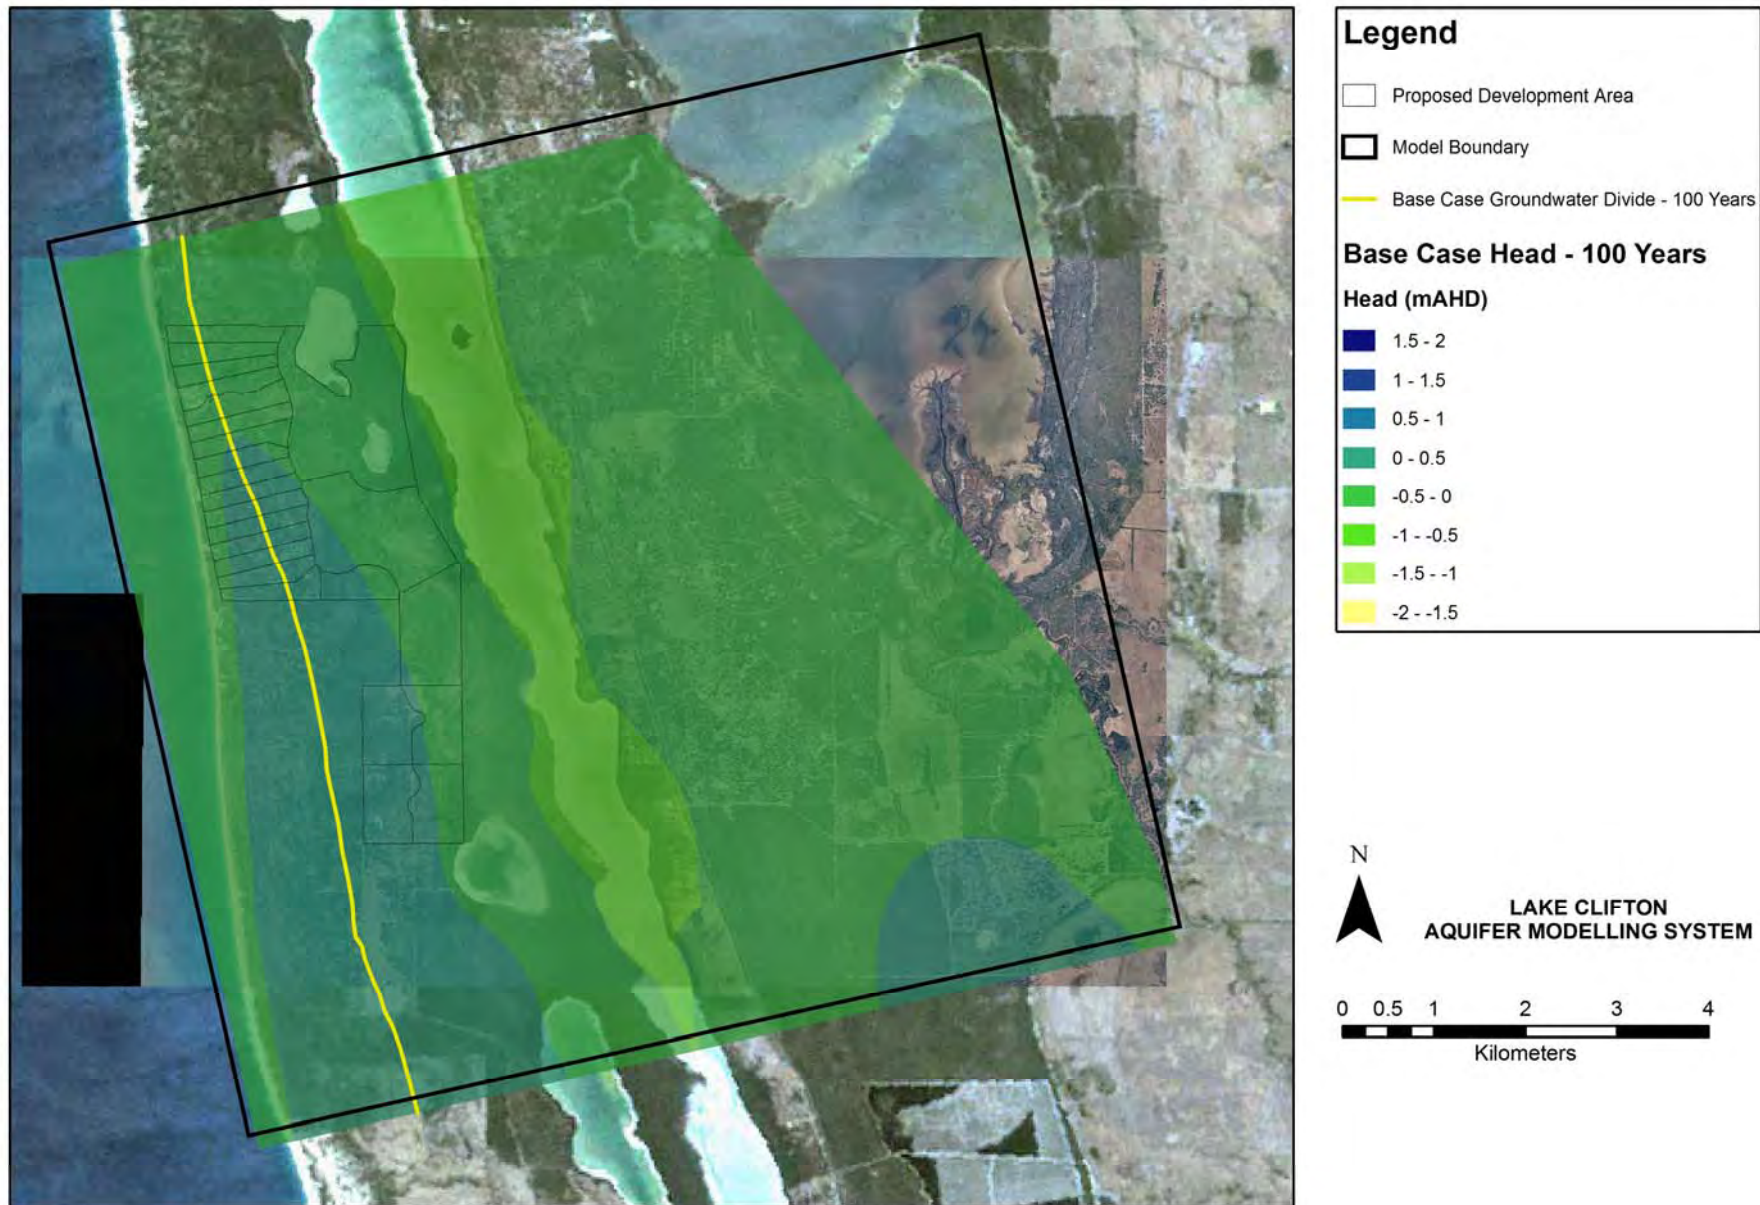 Legend
Proposed Development Area
Model Boundary
Base Case Groundwater Divide - 100 Years
Base Case Head - 100 Years
Head (mAHD)
1.5 - 2
1 - 1.5
0.5 - 1
0 - 0.5
-0.5 - 0
-1 - -0.5
-1.5 - -1
-2 - -1.5
N
LAKE CLIFTON
AQUIFER MODELLING SYSTEM
0 0.5 1 2 3 4
Kilometers